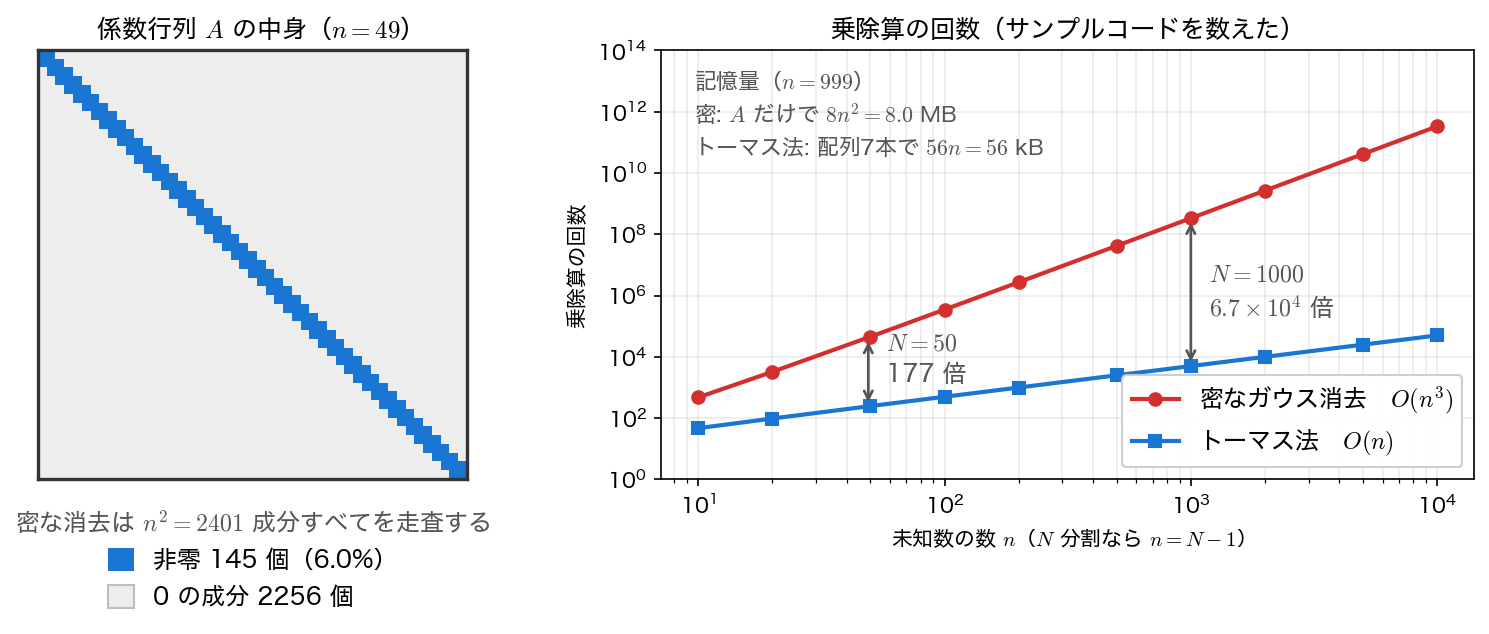 係数行列 A の中身（n = 49）
密な消去は n² = 2401 成分すべてを走査する
非零 145 個（6.0%）
0 の成分 2256 個
乗除算の回数（サンプルコードを数えた）
10¹⁴
10¹²
10¹⁰
10⁸
10⁶
10⁴
10²
10⁰
乗除算の回数
記憶量（n = 999）
密: A だけで 8n² = 8.0 MB
トーマス法: 配列7本で 56n = 56 kB
N = 1000
6.7 × 10⁴ 倍
N = 50
177 倍
密なガウス消去 O(n³)
トーマス法 O(n)
10¹ 10² 10³ 10⁴
未知数の数 n（N 分割なら n = N − 1）